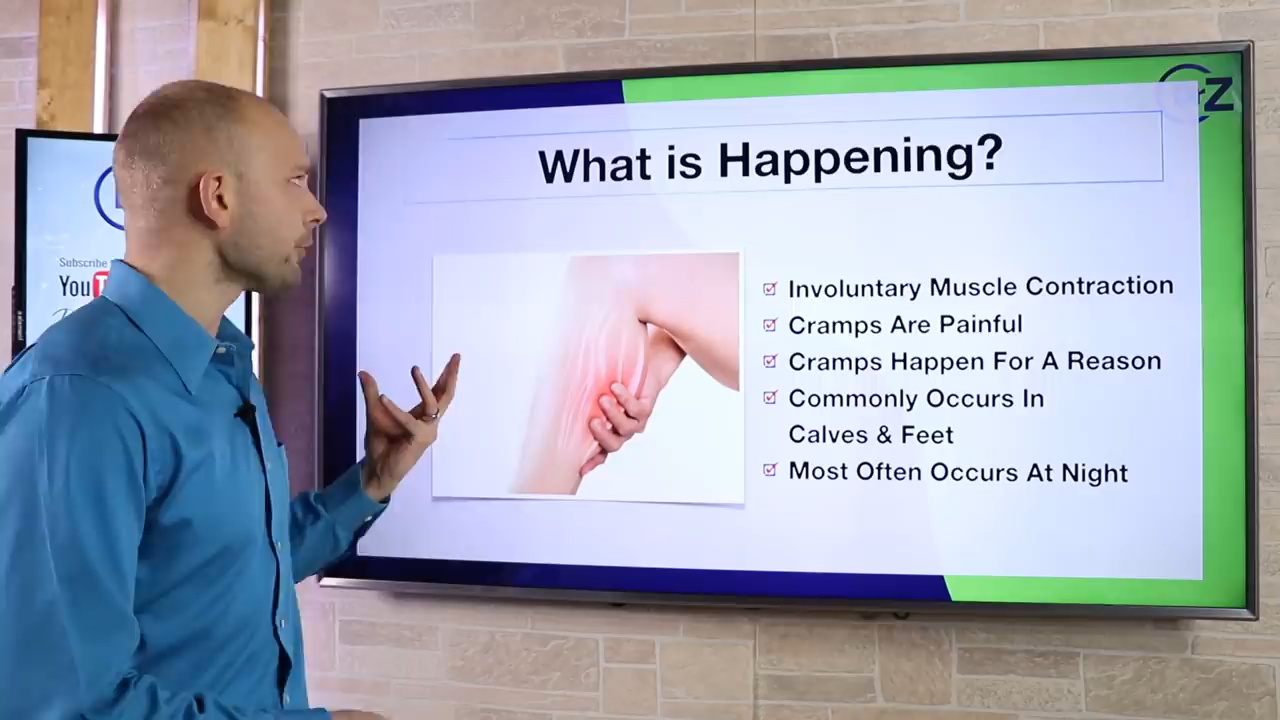 What is Happening?
Involuntary Muscle Contraction
Cramps Are Painful
Cramps Happen For A Reason
Commonly Occurs In
Calves & Feet
Most Often Occurs At Night
Subscribe